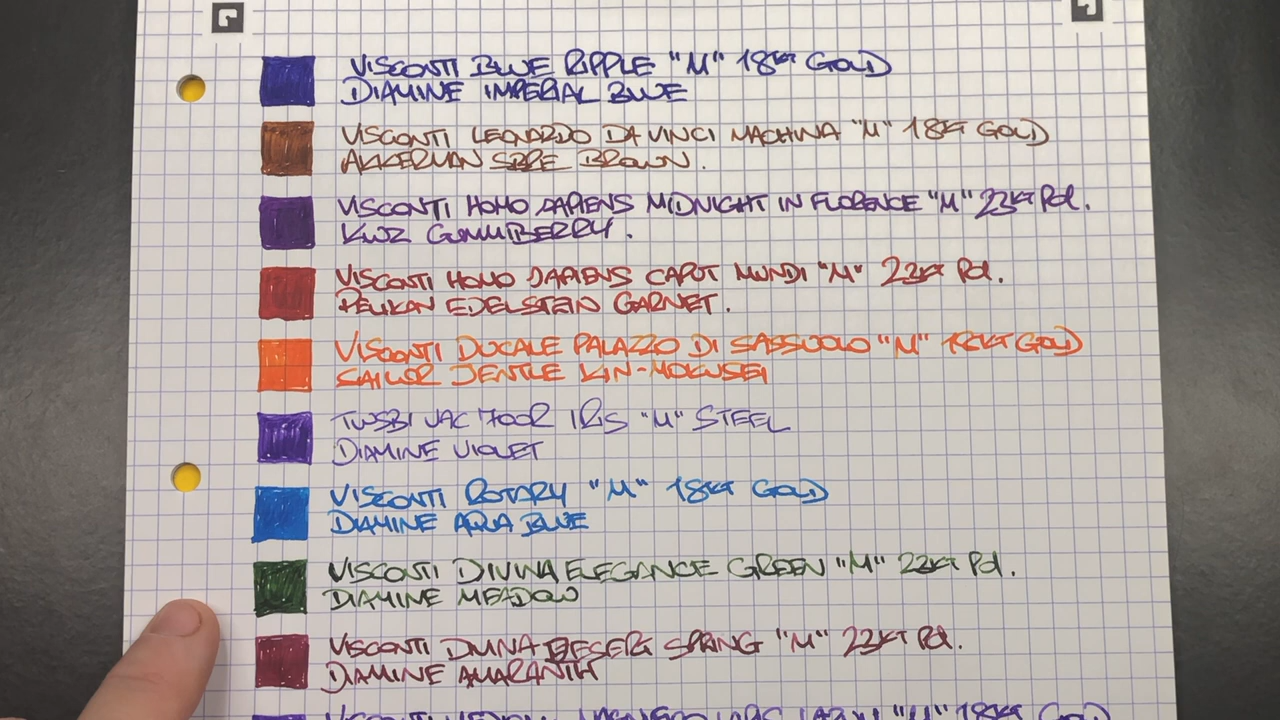 VISCONTI BLUE RIPPLE "M" 18KT GOLD
DIAMINE IMPERIAL BLUE
VISCONTI LEONARDO DA VINCI MACHINA "M" 18KT GOLD
AKKERMAN SBRE BROWN.
VISCONTI HOMO SAPIENS MIDNIGHT IN FLORENCE "M" 23KT Pd.
KWZ GUMMIBERRY.
VISCONTI HOMO SAPIENS CAPUT MUNDI "M" 23KT Pd.
PELIKAN EDELSTEIN GARNET.
VISCONTI DUCALE PALAZZO DI SASSUOLO "M" 18KT GOLD
SAILOR JENTLE KIN-MOKUSEI
TWSBI VAC 700R IRIS "M" STEEL
DIAMINE VIOLET
VISCONTI ROTARY "M" 18KT GOLD
DIAMINE AQUA BLUE
VISCONTI DIVINA ELEGANCE GREEN "M" 23KT Pd.
DIAMINE MEADOW
VISCONTI DIVINA DESERT SPRING "M" 23KT Pd.
DIAMINE AMARANTH
VISCONTI "M" 18KT GOLD